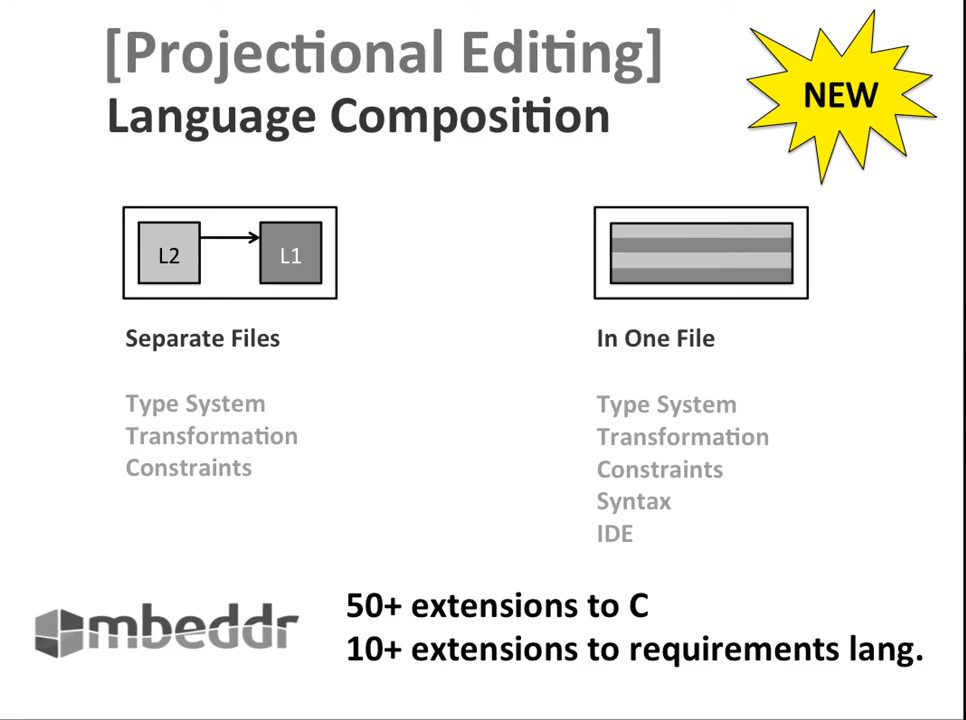 [Projectional Editing]
Language Composition
NEW
L2
L1
Separate Files
In One File
Type System
Transformation
Constraints
Type System
Transformation
Constraints
Syntax
IDE
mbeddr
50+ extensions to C
10+ extensions to requirements lang.